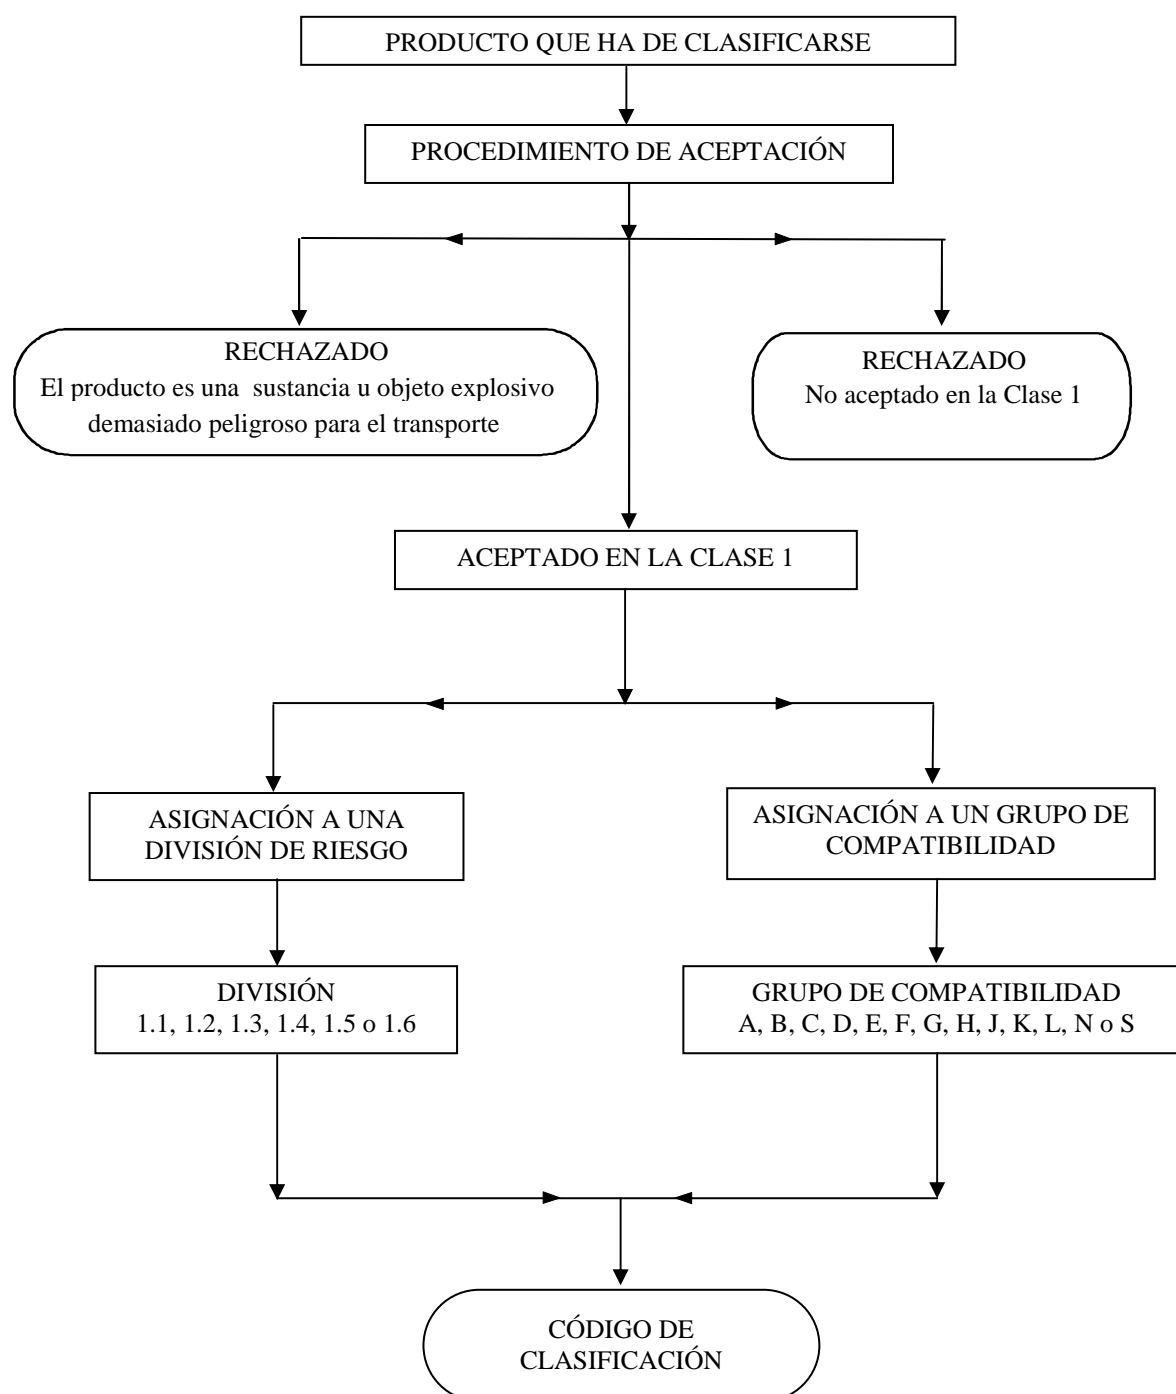 PRODUCTO QUE HA DE CLASIFICARSE
PROCEDIMIENTO DE ACEPTACIÓN
RECHAZADO
El producto es una sustancia u objeto explosivo
demasiado peligroso para el transporte
RECHAZADO
No aceptado en la Clase 1
ACEPTADO EN LA CLASE 1
ASIGNACIÓN A UNA
DIVISIÓN DE RIESGO
ASIGNACIÓN A UN GRUPO DE
COMPATIBILIDAD
DIVISIÓN
1.1, 1.2, 1.3, 1.4, 1.5 o 1.6
GRUPO DE COMPATIBILIDAD
A, B, C, D, E, F, G, H, J, K, L, N o S
CÓDIGO DE
CLASIFICACIÓN